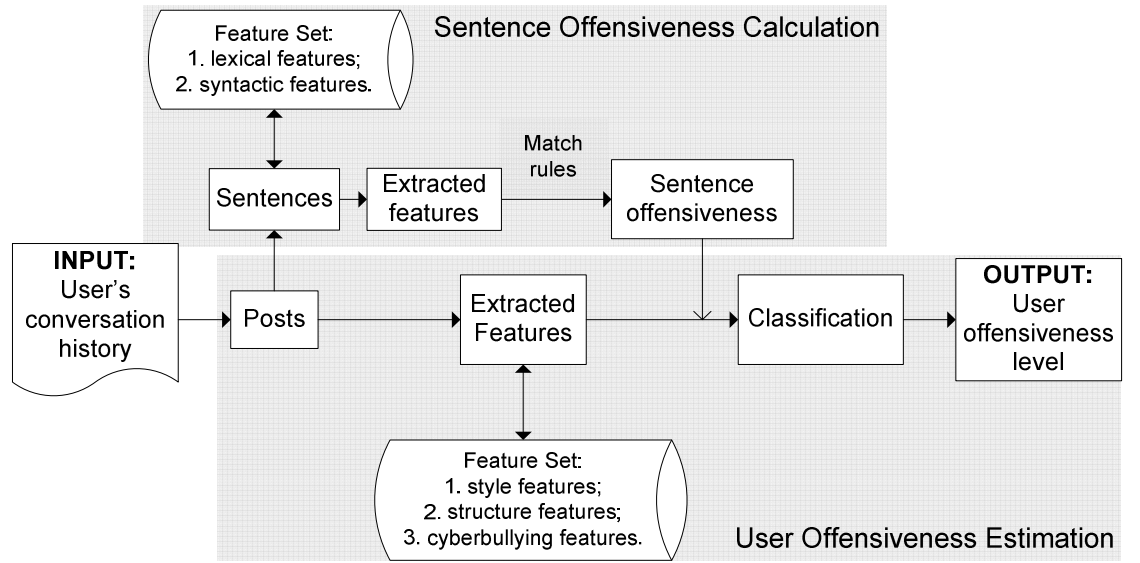 Sentence Offensiveness Calculation
Feature Set:
1. lexical features;
2. syntactic features.
Match
rules
Sentences
Extracted
features
Sentence
offensiveness
INPUT:
User's
conversation
history
Posts
Extracted
Features
Classification
OUTPUT:
User
offensiveness
level
Feature Set:
1. style features;
2. structure features;
3. cyberbullying features.
User Offensiveness Estimation